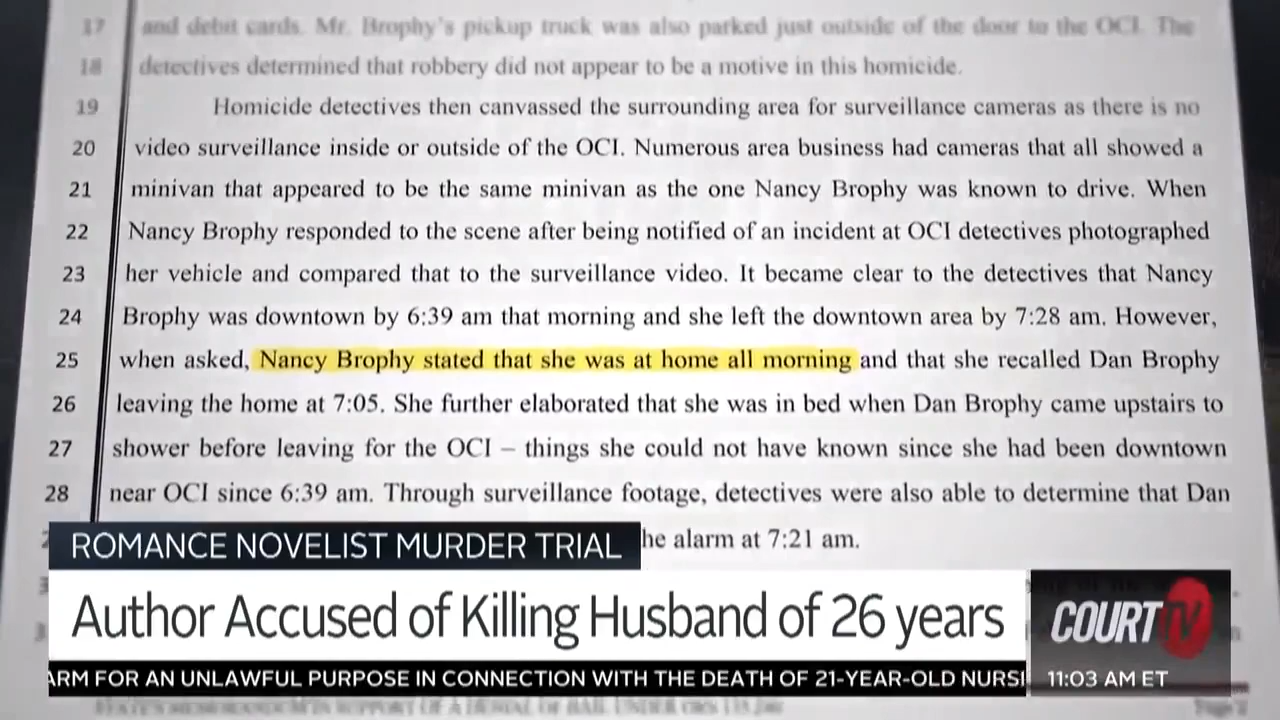 17 and debit cards. Mr. Brophy's pickup truck was also parked just outside of the door to the OCI. The
18 detectives determined that robbery did not appear to be a motive in this homicide.
19 Homicide detectives then canvassed the surrounding area for surveillance cameras as there is no
20 video surveillance inside or outside of the OCI. Numerous area business had cameras that all showed a
21 minivan that appeared to be the same minivan as the one Nancy Brophy was known to drive. When
22 Nancy Brophy responded to the scene after being notified of an incident at OCI detectives photographed
23 her vehicle and compared that to the surveillance video. It became clear to the detectives that Nancy
24 Brophy was downtown by 6:39 am that morning and she left the downtown area by 7:28 am. However,
25 when asked, Nancy Brophy stated that she was at home all morning and that she recalled Dan Brophy
26 leaving the home at 7:05. She further elaborated that she was in bed when Dan Brophy came upstairs to
27 shower before leaving for the OCI – things she could not have known since she had been downtown
28 near OCI since 6:39 am. Through surveillance footage, detectives were also able to determine that Dan
he alarm at 7:21 am.
ROMANCE NOVELIST MURDER TRIAL
Author Accused of Killing Husband of 26 years
COURT TV
ARM FOR AN UNLAWFUL PURPOSE IN CONNECTION WITH THE DEATH OF 21-YEAR-OLD NURSI
11:03 AM ET